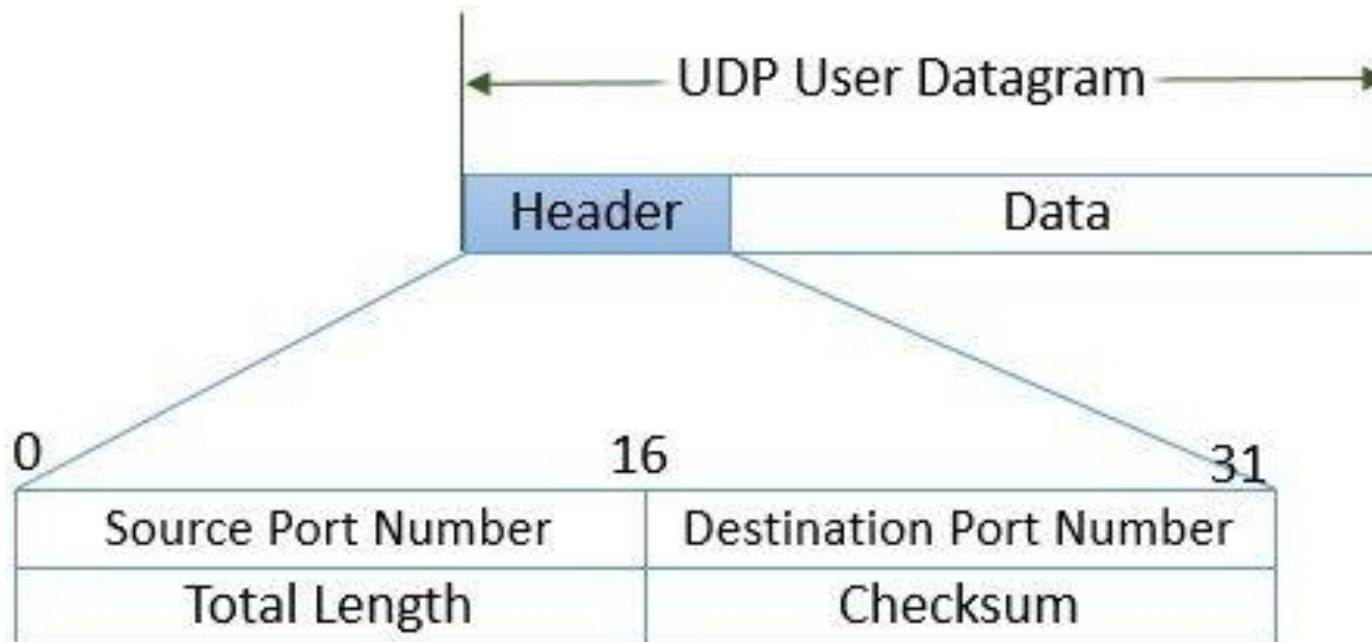 UDP User Datagram
Header Data
0 16 31
Source Port Number Destination Port Number
Total Length Checksum